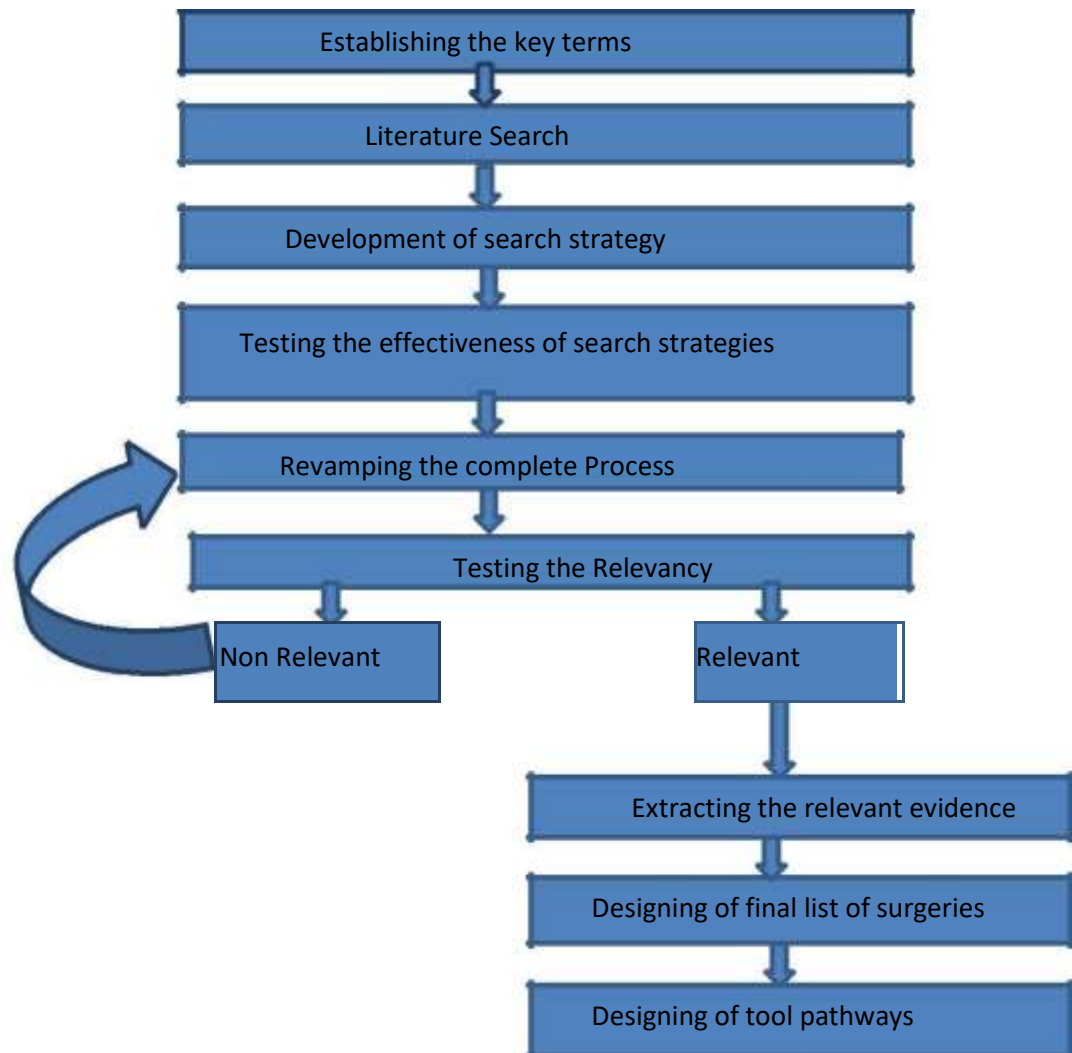 Establishing the key terms
Literature Search
Development of search strategy
Testing the effectiveness of search strategies
Revamping the complete Process
Testing the Relevancy
Non Relevant
Relevant
Extracting the relevant evidence
Designing of final list of surgeries
Designing of tool pathways